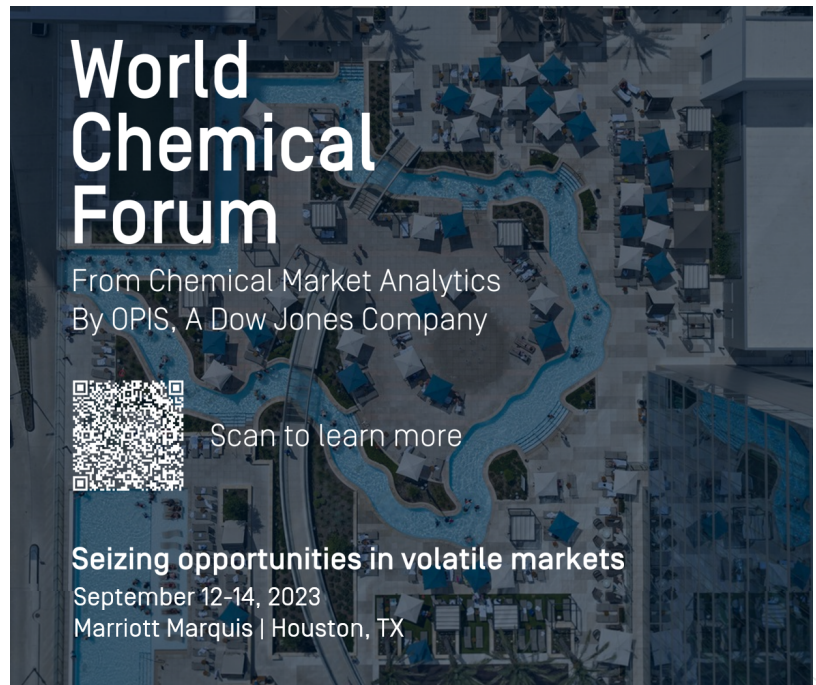 World
Chemical
Forum
From Chemical Market Analytics
By OPIS, A Dow Jones Company
Scan to learn more
Seizing opportunities in volatile markets
September 12-14, 2023
Marriott Marquis | Houston, TX